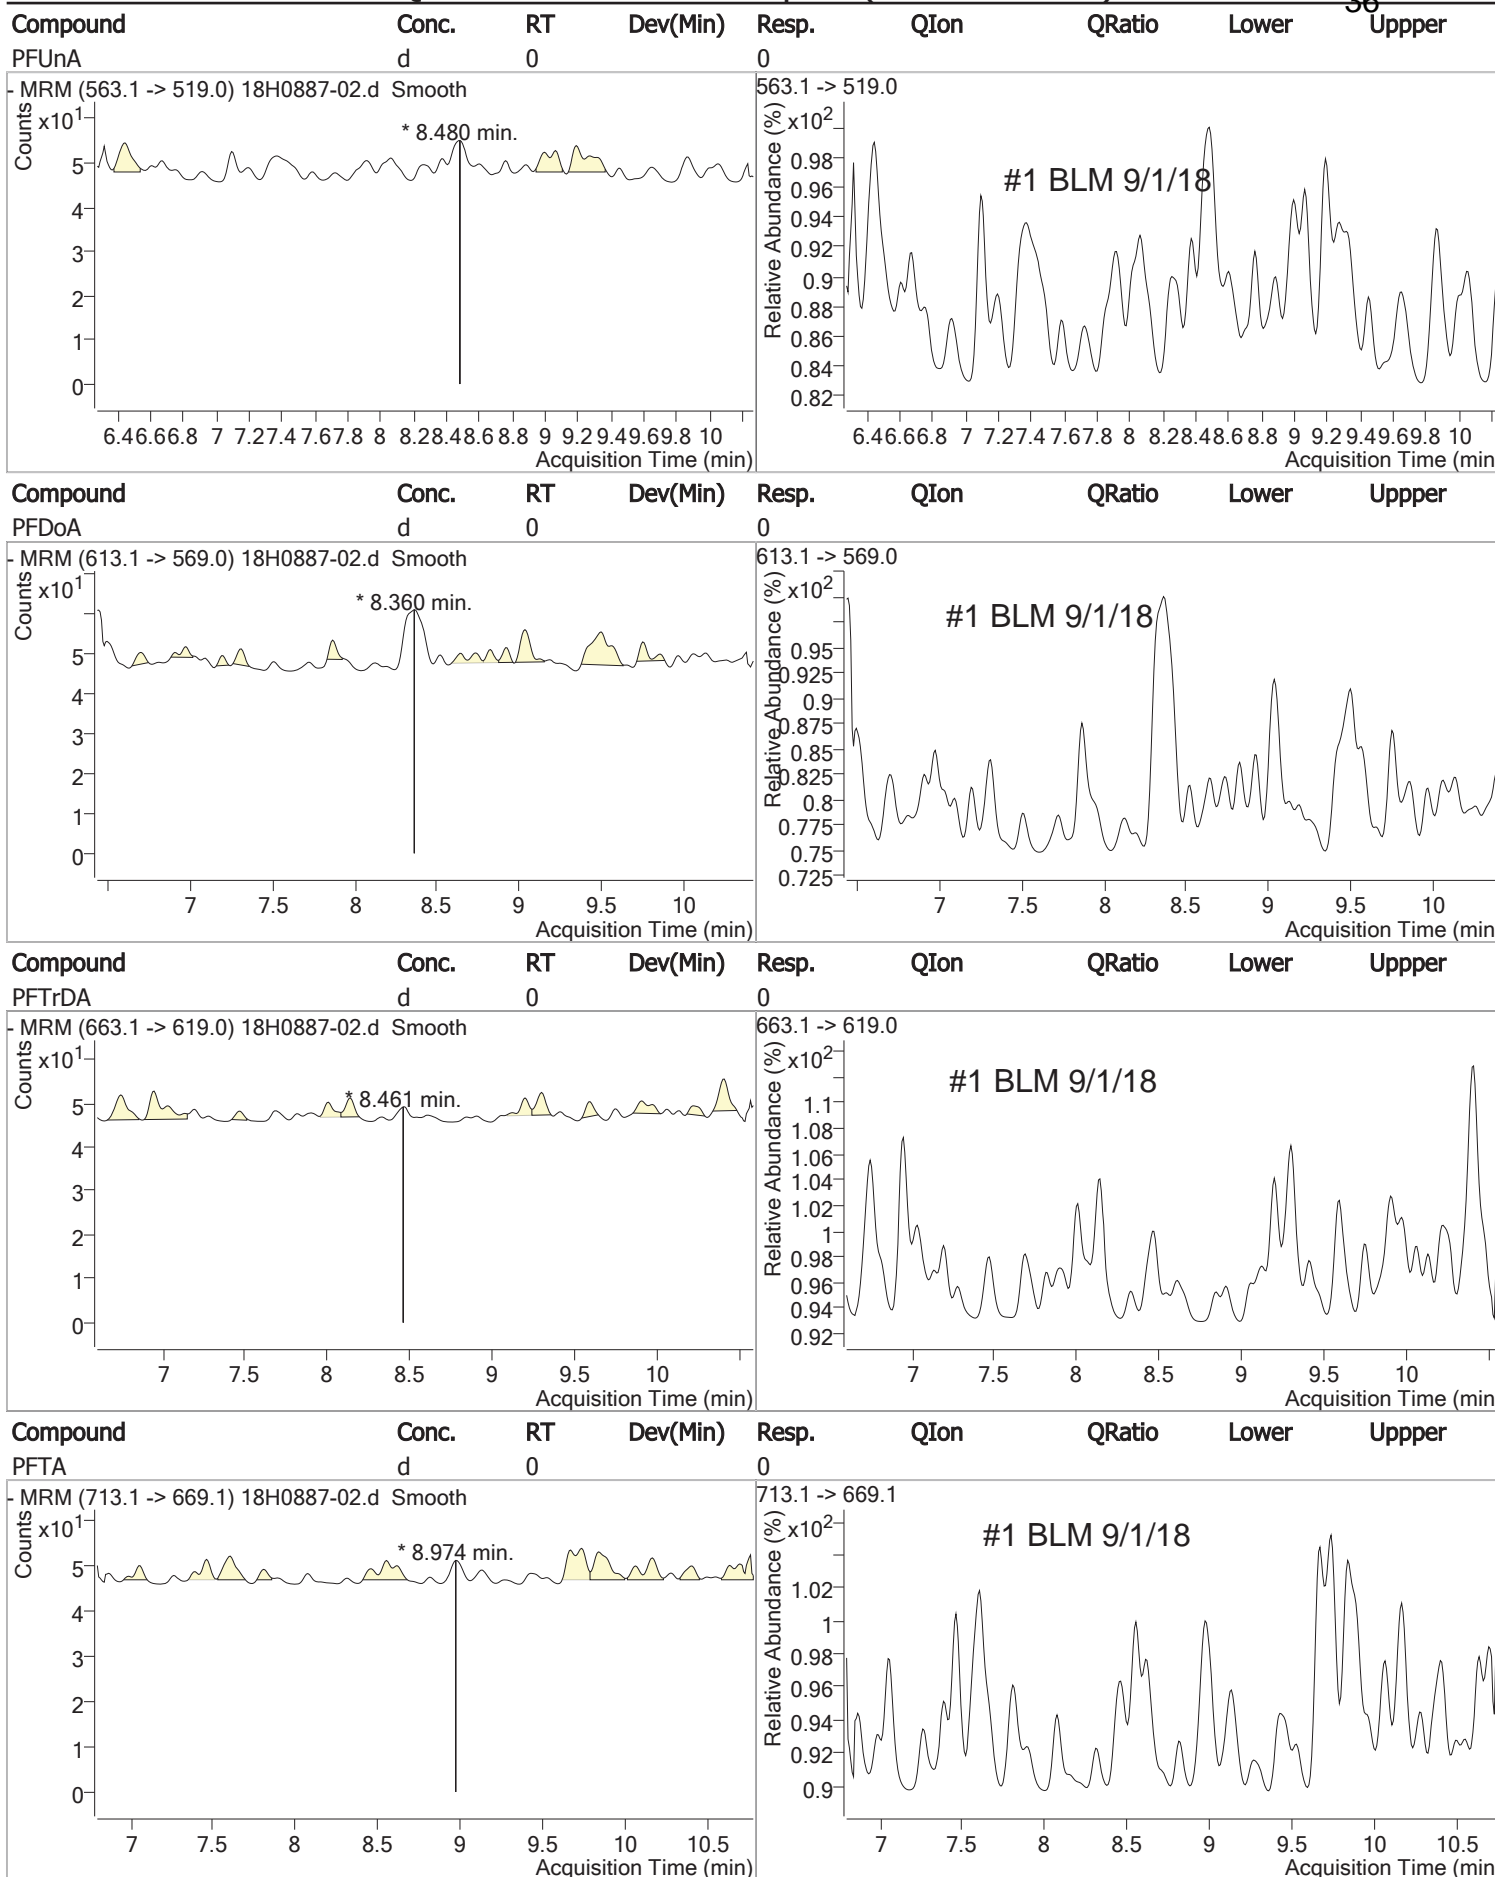 36
Compound Conc. RT Dev(Min) Resp. QIon QRatio Lower Uppper
PFUnA d 0 0
- MRM (563.1 -> 519.0) 18H0887-02.d Smooth
563.1 -> 519.0
Counts
x10¹
* 8.480 min.
5
4
3
2
1
0
6.4 6.6 6.8 7 7.2 7.4 7.6 7.8 8 8.2 8.4 8.6 8.8 9 9.2 9.4 9.6 9.8 10
Acquisition Time (min)
Relative Abundance (%)
x10²
#1 BLM 9/1/18
0.98
0.96
0.94
0.92
0.9
0.88
0.86
0.84
0.82
6.4 6.6 6.8 7 7.2 7.4 7.6 7.8 8 8.2 8.4 8.6 8.8 9 9.2 9.4 9.6 9.8 10
Acquisition Time (min
Compound Conc. RT Dev(Min) Resp. QIon QRatio Lower Uppper
PFDoA d 0 0
- MRM (613.1 -> 569.0) 18H0887-02.d Smooth
613.1 -> 569.0
Counts
x10¹
* 8.360 min.
5
4
3
2
1
0
7 7.5 8 8.5 9 9.5 10
Acquisition Time (min)
Relative Abundance (%)
x10²
#1 BLM 9/1/18
0.95
0.925
0.9
0.875
0.85
0.825
0.8
0.775
0.75
0.725
7 7.5 8 8.5 9 9.5 10
Acquisition Time (min
Compound Conc. RT Dev(Min) Resp. QIon QRatio Lower Uppper
PFTrDA d 0 0
- MRM (663.1 -> 619.0) 18H0887-02.d Smooth
663.1 -> 619.0
Counts
x10¹
* 8.461 min.
5
4
3
2
1
0
7 7.5 8 8.5 9 9.5 10
Acquisition Time (min)
Relative Abundance (%)
x10²
#1 BLM 9/1/18
1.1
1.08
1.06
1.04
1.02
1
0.98
0.96
0.94
0.92
7 7.5 8 8.5 9 9.5 10
Acquisition Time (min
Compound Conc. RT Dev(Min) Resp. QIon QRatio Lower Uppper
PFTA d 0 0
- MRM (713.1 -> 669.1) 18H0887-02.d Smooth
713.1 -> 669.1
Counts
x10¹
* 8.974 min.
5
4
3
2
1
0
7 7.5 8 8.5 9 9.5 10 10.5
Acquisition Time (min)
Relative Abundance (%)
x10²
#1 BLM 9/1/18
1.02
1
0.98
0.96
0.94
0.92
0.9
7 7.5 8 8.5 9 9.5 10 10.5
Acquisition Time (min